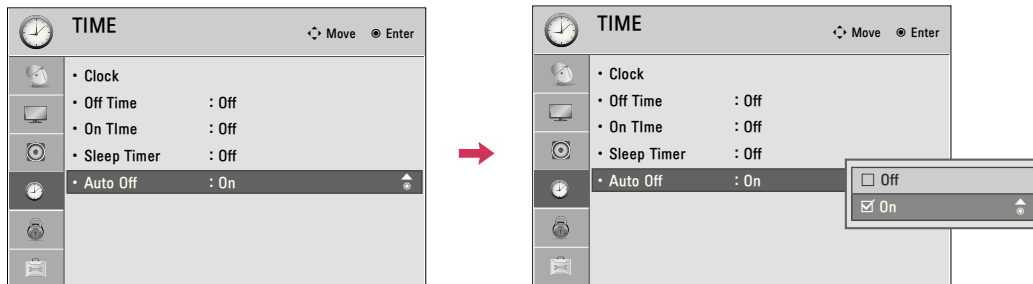 TIME
Move Enter
• Clock
• Off Time : Off
• On TIme : Off
• Sleep Timer : Off
• Auto Off : On
TIME
Move Enter
• Clock
• Off Time : Off
• On TIme : Off
• Sleep Timer : Off
• Auto Off : On
Off
On